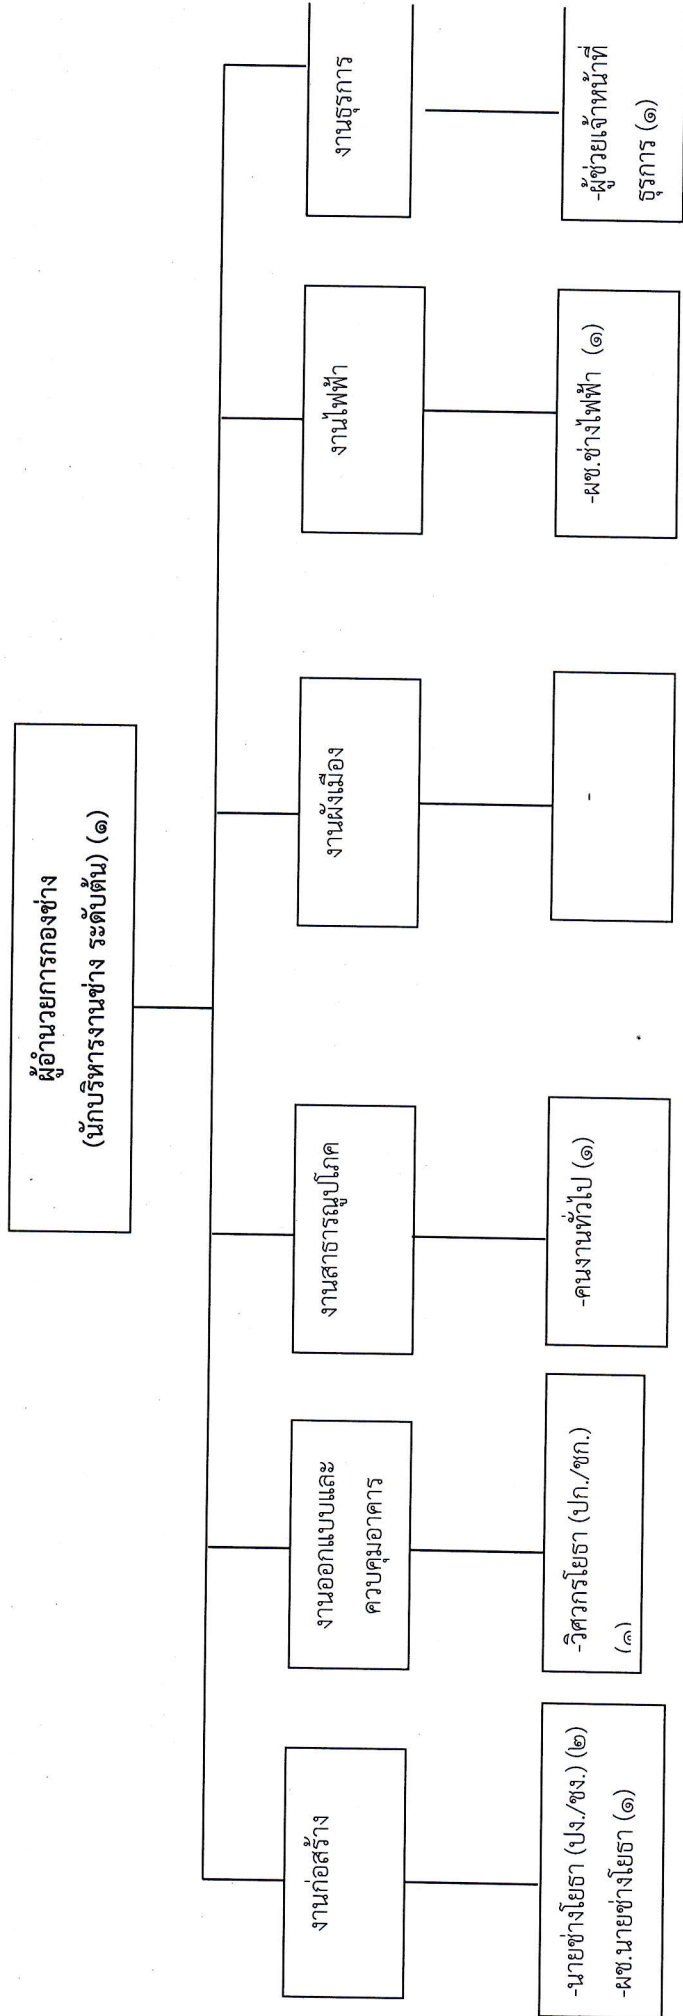 ผู้อำนวยการกองช่าง
(นักบริหารงานช่าง ระดับต้น) (๑)
งานก่อสร้าง
งานออกแบบและ
ควบคุมอาคาร
งานสาธารณูปโภค
งานผังเมือง
งานไฟฟ้า
งานธุรการ
-นายช่างโยธา (ปง./ชง.) (๒)
-ผช.นายช่างโยธา (๑)
-วิศวกรโยธา (ปก./ชก.)
(๑)
-คนงานทั่วไป (๑)
-
-ผช.ช่างไฟฟ้า (๑)
-ผู้ช่วยเจ้าหน้าที่
ธุรการ (๑)